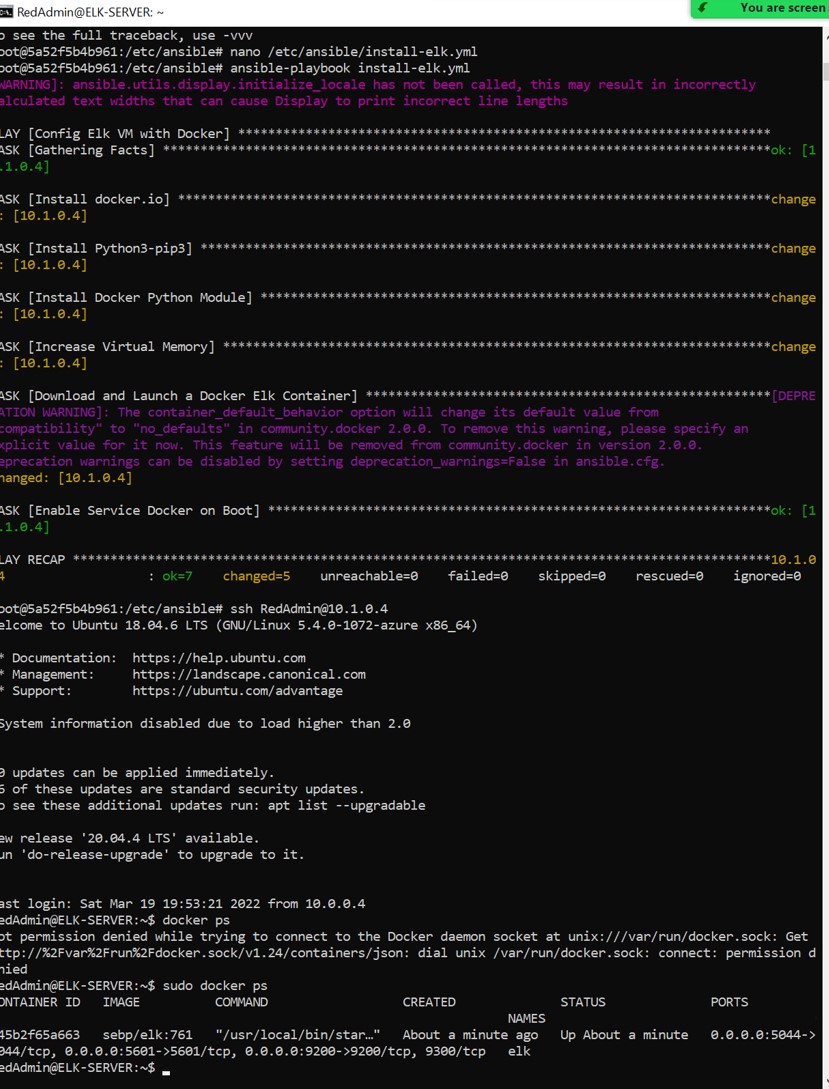 RedAdmin@ELK-SERVER: ~
You are screen
o see the full traceback, use -vvv
oot@5a52f5b4b961:/etc/ansible# nano /etc/ansible/install-elk.yml
oot@5a52f5b4b961:/etc/ansible# ansible-playbook install-elk.yml
WARNING]: ansible.utils.display.initialize_locale has not been called, this may result in incorrectly
alculated text widths that can cause Display to print incorrect line lengths
LAY [Config Elk VM with Docker] ***********************************************************************
ASK [Gathering Facts] *********************************************************************************ok: [1
.1.0.4]
ASK [Install docker.io] *******************************************************************************change
: [10.1.0.4]
ASK [Install Python3-pip3] ****************************************************************************change
: [10.1.0.4]
ASK [Install Docker Python Module] ********************************************************************change
: [10.1.0.4]
ASK [Increase Virtual Memory] *************************************************************************change
: [10.1.0.4]
ASK [Download and Launch a Docker Elk Container] ******************************************************[DEPRE
ATION WARNING]: The container_default_behavior option will change its default value from
compatibility" to "no_defaults" in community.docker 2.0.0. To remove this warning, please specify an
xplicit value for it now. This feature will be removed from community.docker in version 2.0.0.
eprecation warnings can be disabled by setting deprecation_warnings=False in ansible.cfg.
hanged: [10.1.0.4]
ASK [Enable Service Docker on Boot] *******************************************************************ok: [1
.1.0.4]
LAY RECAP *********************************************************************************************10.1.0
4 : ok=7 changed=5 unreachable=0 failed=0 skipped=0 rescued=0 ignored=0
oot@5a52f5b4b961:/etc/ansible# ssh RedAdmin@10.1.0.4
elcome to Ubuntu 18.04.6 LTS (GNU/Linux 5.4.0-1072-azure x86_64)
* Documentation: https://help.ubuntu.com
* Management: https://landscape.canonical.com
* Support: https://ubuntu.com/advantage
System information disabled due to load higher than 2.0
0 updates can be applied immediately.
6 of these updates are standard security updates.
o see these additional updates run: apt list --upgradable
ew release '20.04.4 LTS' available.
un 'do-release-upgrade' to upgrade to it.
ast login: Sat Mar 19 19:53:21 2022 from 10.0.0.4
edAdmin@ELK-SERVER:~$ docker ps
ot permission denied while trying to connect to the Docker daemon socket at unix:///var/run/docker.sock: Get
ttp://%2Fvar%2Frun%2Fdocker.sock/v1.24/containers/json: dial unix /var/run/docker.sock: connect: permission d
nied
edAdmin@ELK-SERVER:~$ sudo docker ps
ONTAINER ID IMAGE COMMAND CREATED STATUS PORTS
NAMES
45b2f65a663 sebp/elk:761 "/usr/local/bin/star…" About a minute ago Up About a minute 0.0.0.0:5044->
044/tcp, 0.0.0.0:5601->5601/tcp, 0.0.0.0:9200->9200/tcp, 9300/tcp elk
edAdmin@ELK-SERVER:~$